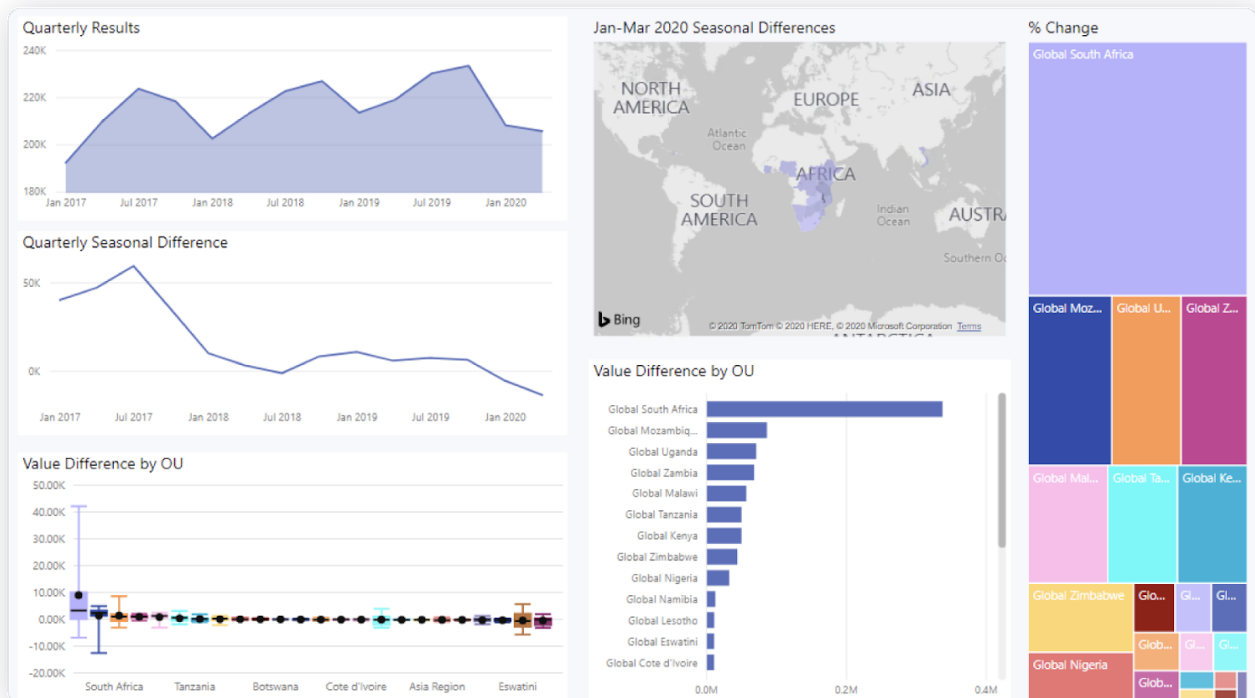 Quarterly Results
240K
220K
200K
180K
Jan 2017
Jul 2017
Jan 2018
Jul 2018
Jan 2019
Jul 2019
Jan 2020
Quarterly Seasonal Difference
50K
0K
Jan 2017
Jul 2017
Jan 2018
Jul 2018
Jan 2019
Jul 2019
Jan 2020
Value Difference by OU
50.00K
40.00K
30.00K
20.00K
10.00K
0.00K
-10.00K
-20.00K
South Africa
Tanzania
Botswana
Cote d'Ivoire
Asia Region
Eswatini
Jan-Mar 2020 Seasonal Differences
NORTH
AMERICA
EUROPE
ASIA
Atlantic
Ocean
AFRICA
SOUTH
AMERICA
Indian
Ocean
AUSTRA
Southern Oc
Bing
© 2020 TomTom © 2020 HERE, © 2020 Microsoft Corporation Terms
ANTARCTICA
Value Difference by OU
Global South Africa
Global Mozambiq...
Global Uganda
Global Zambia
Global Malawi
Global Tanzania
Global Kenya
Global Zimbabwe
Global Nigeria
Global Namibia
Global Lesotho
Global Eswatini
Global Cote d'Ivoire
0.0M
0.2M
0.4M
% Change
Global South Africa
Global Moz...
Global U...
Global Z...
Global Mal...
Global Ta...
Global Ke...
Global Zimbabwe
Glo...
Gl...
Gl...
Glob...
Gl...
Gl...
Global Nigeria
Glob...